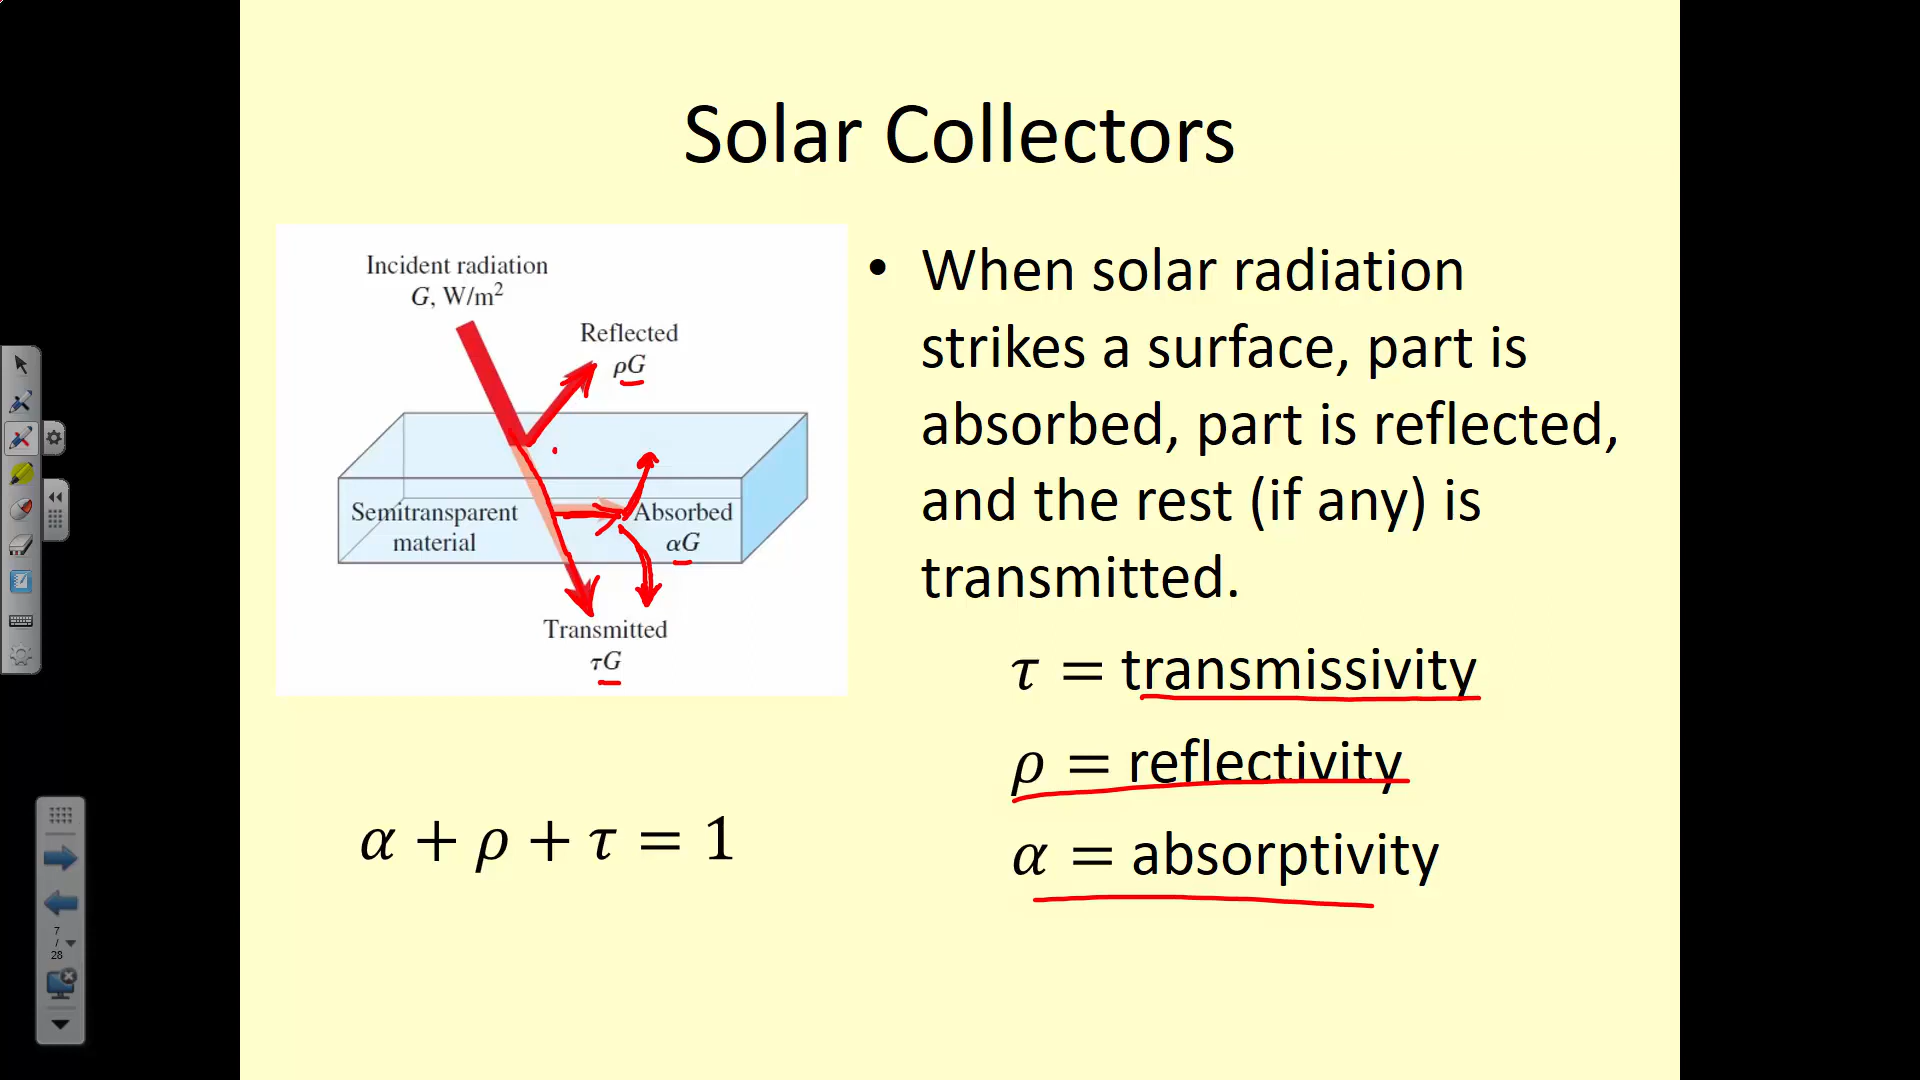 Solar Collectors
Incident radiation
G, W/m²
Reflected
ρG
Semitransparent
material
Absorbed
αG
Transmitted
τG
α + ρ + τ = 1
• When solar radiation
strikes a surface, part is
absorbed, part is reflected,
and the rest (if any) is
transmitted.
τ = transmissivity
ρ = reflectivity
α = absorptivity
7
/
28